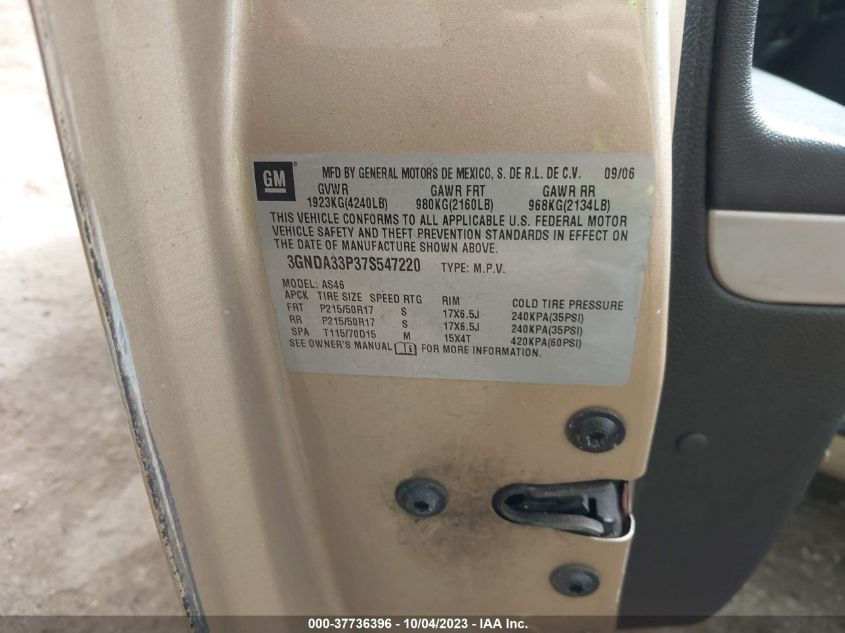 GM
MFD BY GENERAL MOTORS DE MEXICO, S. DE R.L. DE C.V. 09/06
GVWR GAWR FRT GAWR RR
1923KG(4240LB) 980KG(2160LB) 968KG(2134LB)
THIS VEHICLE CONFORMS TO ALL APPLICABLE U.S. FEDERAL MOTOR
VEHICLE SAFETY AND THEFT PREVENTION STANDARDS IN EFFECT ON
THE DATE OF MANUFACTURE SHOWN ABOVE.
3GNDA33P37S547220 TYPE: M.P.V.
MODEL: AS46
APCK TIRE SIZE SPEED RTG RIM COLD TIRE PRESSURE
FRT P215/50R17 S 17X6.5J 240KPA(35PSI)
RR P215/50R17 S 17X6.5J 240KPA(35PSI)
SPA T115/70D15 M 15X4T 420KPA(60PSI)
SEE OWNER'S MANUAL FOR MORE INFORMATION.
000-37736396 - 10/04/2023 - IAA Inc.